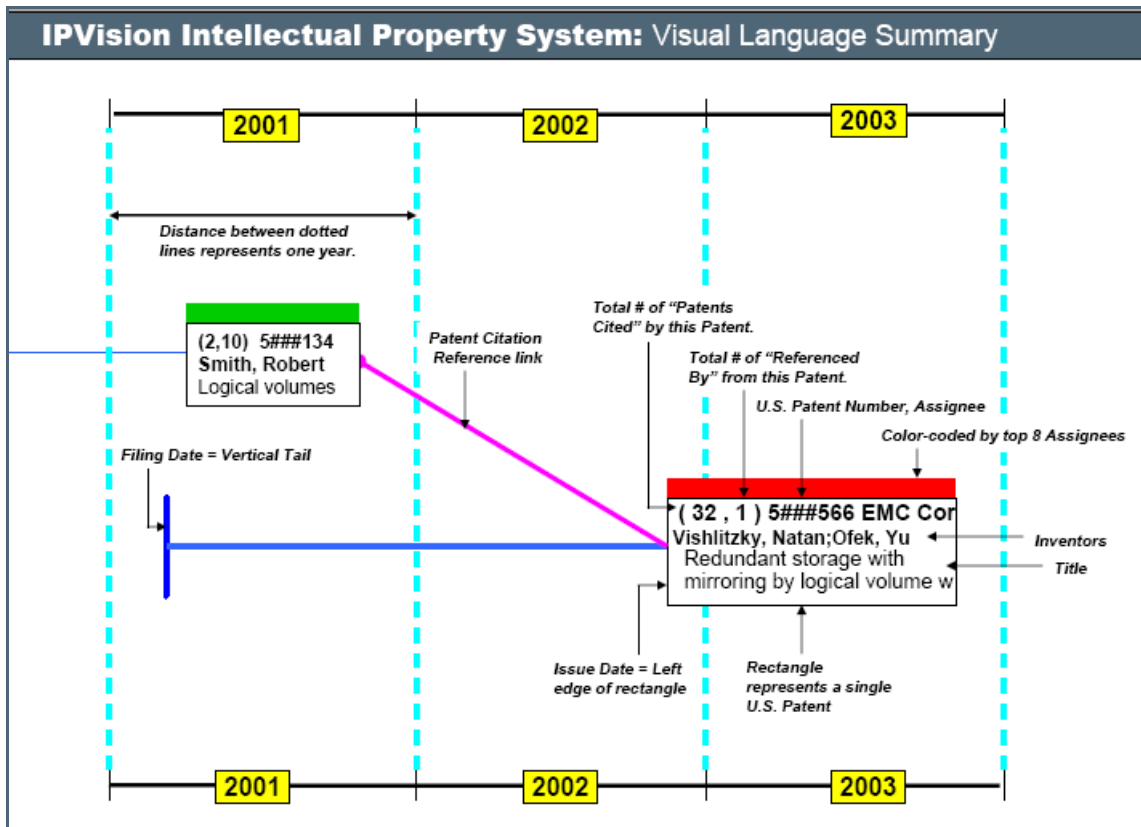 IPVision Intellectual Property System: Visual Language Summary
2001
2002
2003
Distance between dotted
lines represents one year.
(2,10) 5###134
Smith, Robert
Logical volumes
Patent Citation
Reference link
Total # of “Patents
Cited” by this Patent.
Total # of “Referenced
By” from this Patent.
U.S. Patent Number, Assignee
Color-coded by top 8 Assignees
Filing Date = Vertical Tail
( 32 , 1 ) 5###566 EMC Cor
Vishlitzky, Natan;Ofek, Yu
Redundant storage with
mirroring by logical volume w
Inventors
Title
Issue Date = Left
edge of rectangle
Rectangle
represents a single
U.S. Patent
2001
2002
2003